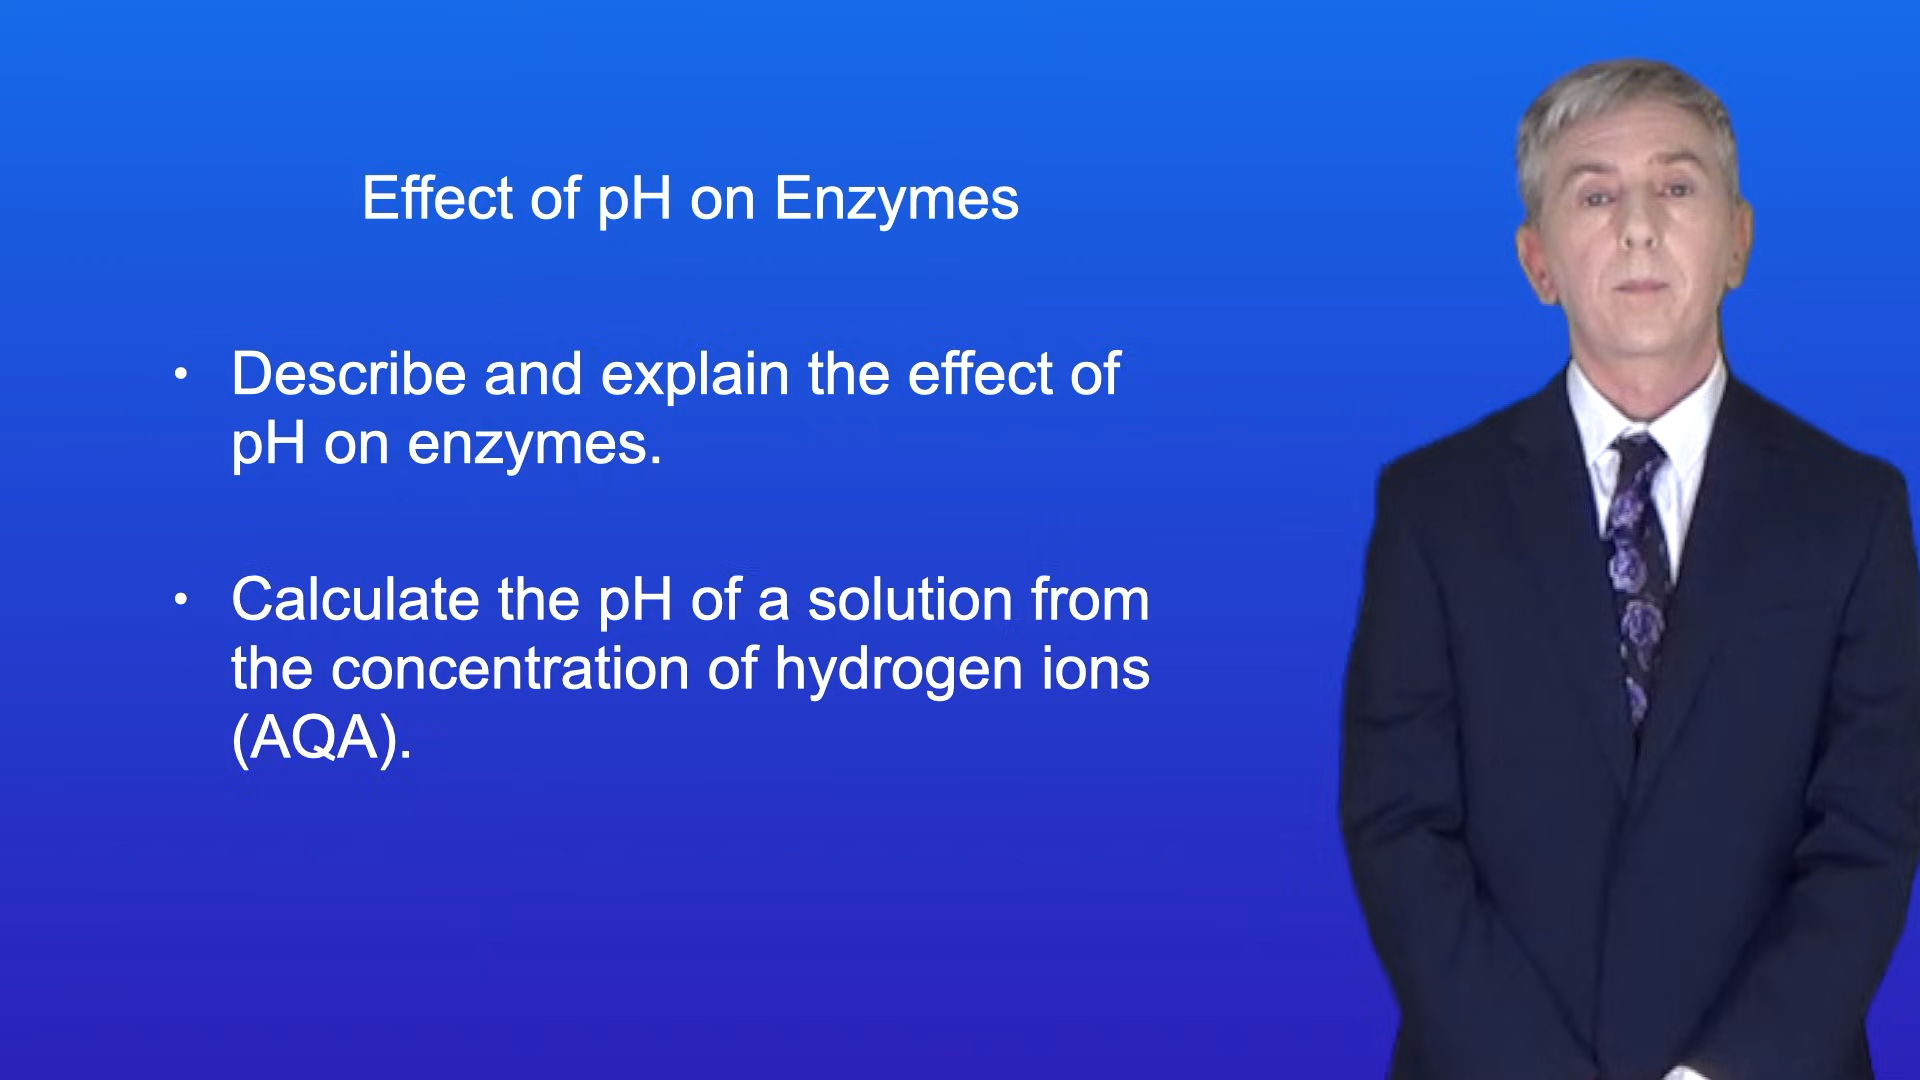 Effect of pH on Enzymes
• Describe and explain the effect of
pH on enzymes.
• Calculate the pH of a solution from
the concentration of hydrogen ions
(AQA).